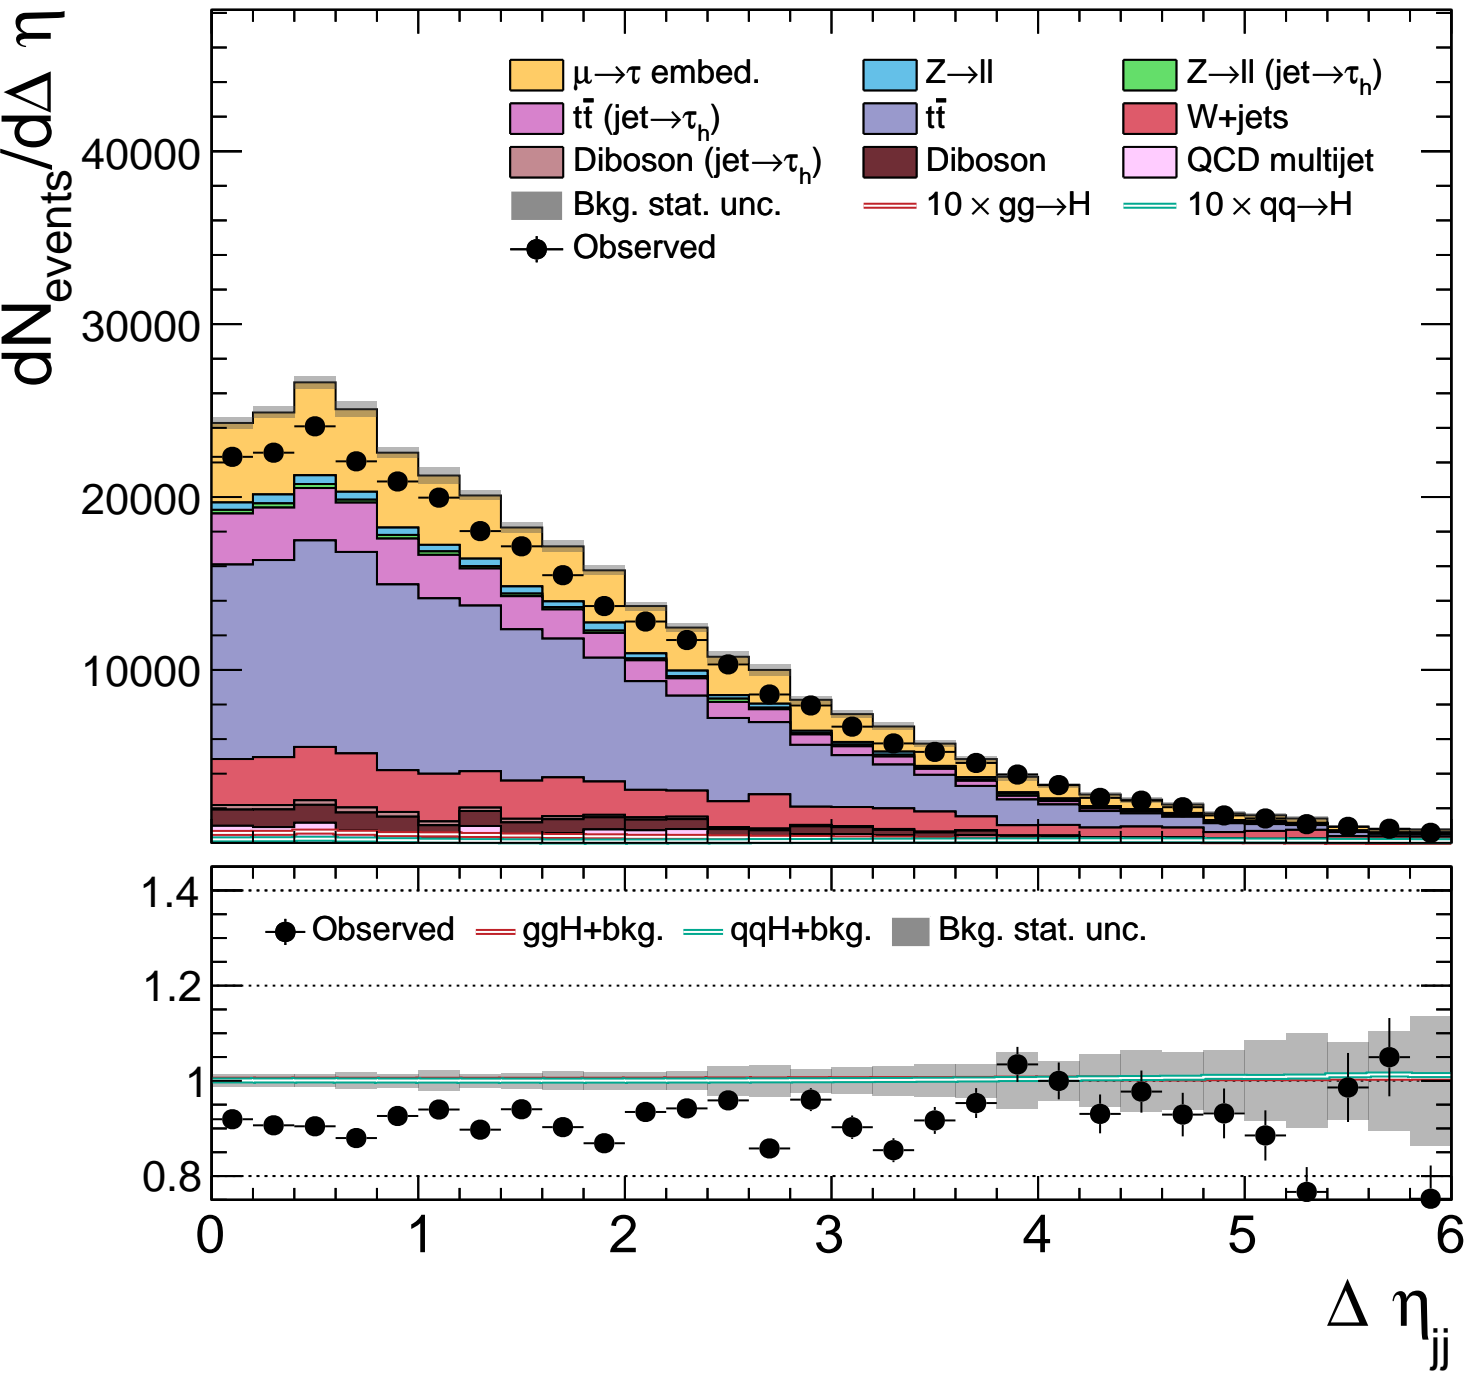 dN_events/dΔ η
μ→τ embed. Z→ll Z→ll (jet→τ_h)
tt̄ (jet→τ_h) tt̄ W+jets
Diboson (jet→τ_h) Diboson QCD multijet
Bkg. stat. unc. 10 × gg→H 10 × qq→H
Observed
40000
30000
20000
10000
1.4
Observed ggH+bkg. qqH+bkg. Bkg. stat. unc.
1.2
1
0.8
0 1 2 3 4 5 6
Δ η_jj